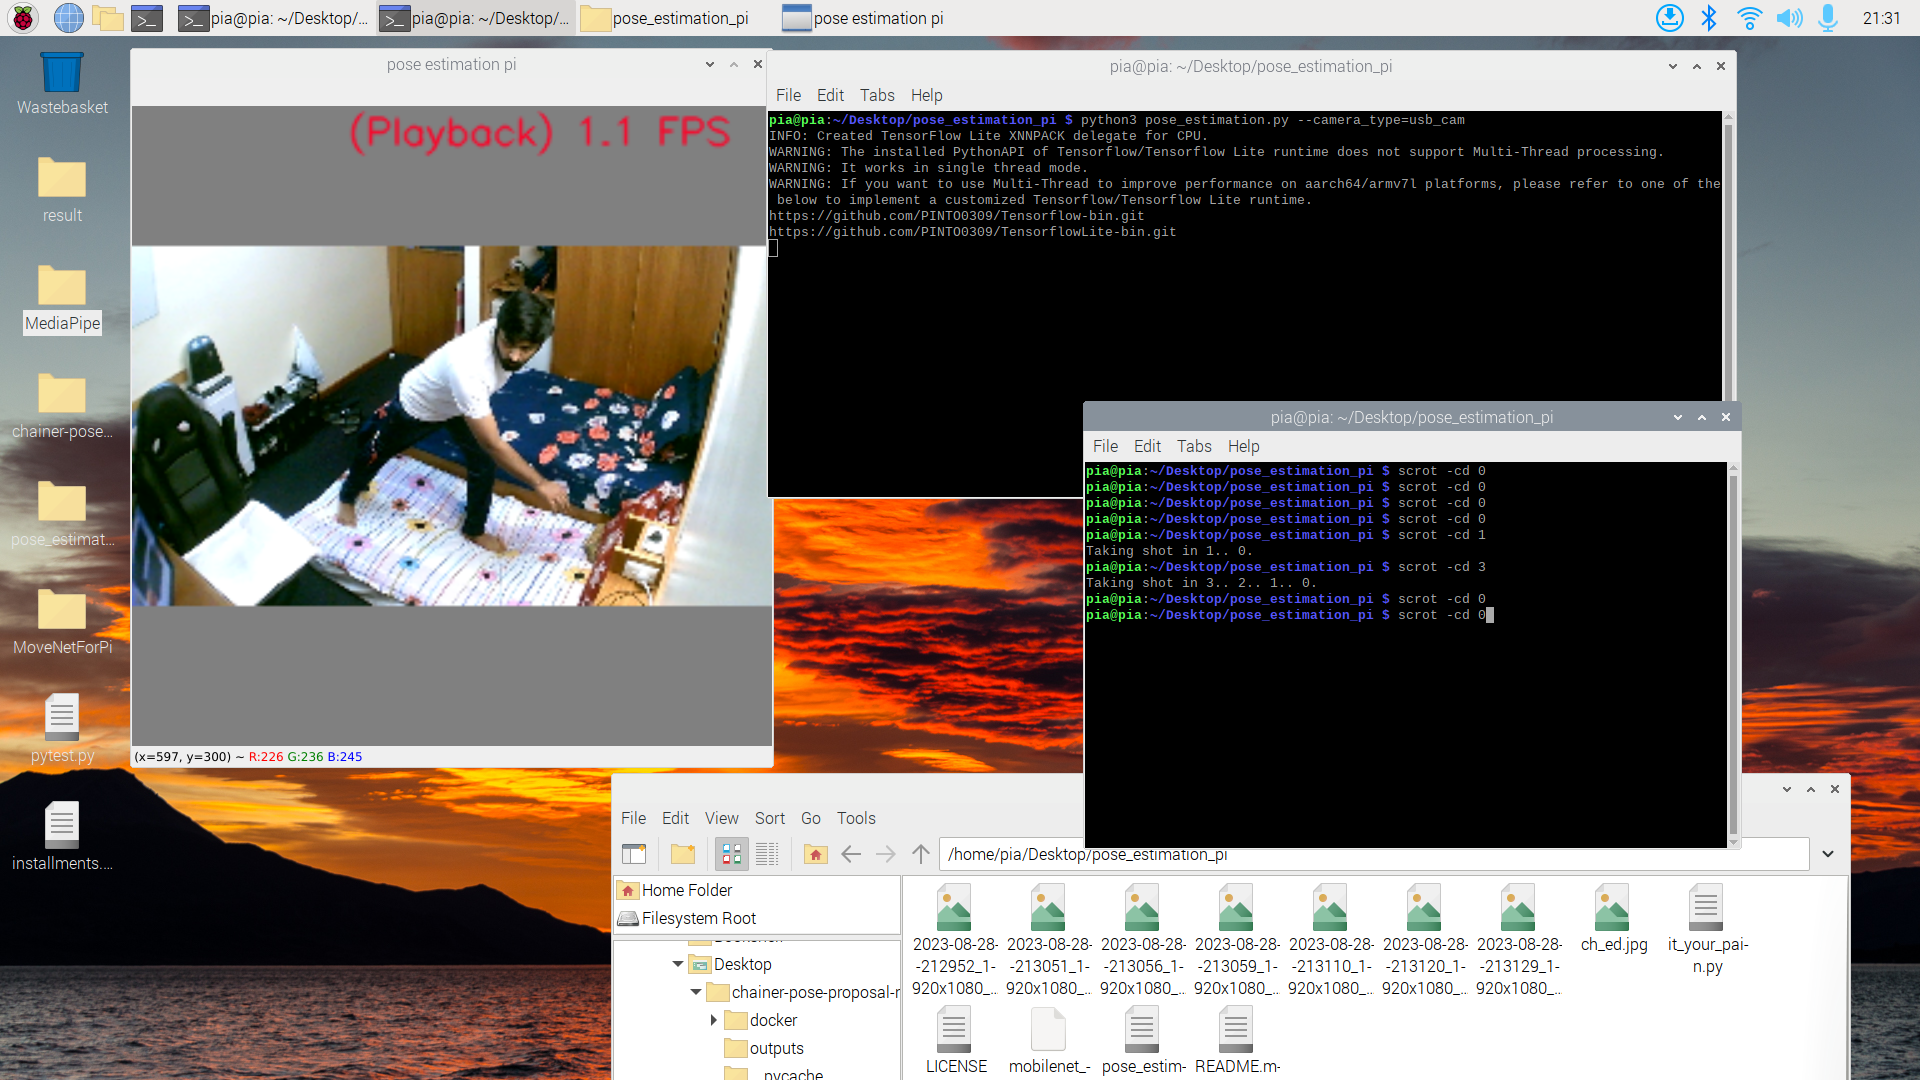 pia@pia: ~/Desktop/...
pia@pia: ~/Desktop/...
pose_estimation_pi
pose estimation pi
21:31
Wastebasket
result
MediaPipe
chainer-pose...
pose_estimat...
MoveNetForPi
pytest.py
installments....
pose estimation pi
(Playback) 1.1 FPS
(x=597, y=300) ~ R:226 G:236 B:245
pia@pia: ~/Desktop/pose_estimation_pi
File Edit Tabs Help
pia@pia:~/Desktop/pose_estimation_pi $ python3 pose_estimation.py --camera_type=usb_cam
INFO: Created TensorFlow Lite XNNPACK delegate for CPU.
WARNING: The installed PythonAPI of Tensorflow/Tensorflow Lite runtime does not support Multi-Thread processing.
WARNING: It works in single thread mode.
WARNING: If you want to use Multi-Thread to improve performance on aarch64/armv7l platforms, please refer to one of the
below to implement a customized Tensorflow/Tensorflow Lite runtime.
https://github.com/PINTO0309/Tensorflow-bin.git
https://github.com/PINTO0309/TensorflowLite-bin.git
pia@pia: ~/Desktop/pose_estimation_pi
File Edit Tabs Help
pia@pia:~/Desktop/pose_estimation_pi $ scrot -cd 0
pia@pia:~/Desktop/pose_estimation_pi $ scrot -cd 0
pia@pia:~/Desktop/pose_estimation_pi $ scrot -cd 0
pia@pia:~/Desktop/pose_estimation_pi $ scrot -cd 0
pia@pia:~/Desktop/pose_estimation_pi $ scrot -cd 1
Taking shot in 1.. 0.
pia@pia:~/Desktop/pose_estimation_pi $ scrot -cd 3
Taking shot in 3.. 2.. 1.. 0.
pia@pia:~/Desktop/pose_estimation_pi $ scrot -cd 0
pia@pia:~/Desktop/pose_estimation_pi $ scrot -cd 0
File Edit View Sort Go Tools
/home/pia/Desktop/pose_estimation_pi
Home Folder
Filesystem Root
Desktop
chainer-pose-proposal-r
docker
outputs
pycache
2023-08-28-
-212952_1-
920x1080_...
2023-08-28-
-213051_1-
920x1080_...
2023-08-28-
-213056_1-
920x1080_...
2023-08-28-
-213059_1-
920x1080_...
2023-08-28-
-213110_1-
920x1080_...
2023-08-28-
-213120_1-
920x1080_...
2023-08-28-
-213129_1-
920x1080_...
ch_ed.jpg
it_your_pai-
n.py
LICENSE
mobilenet_-
pose_estim-
README.m-